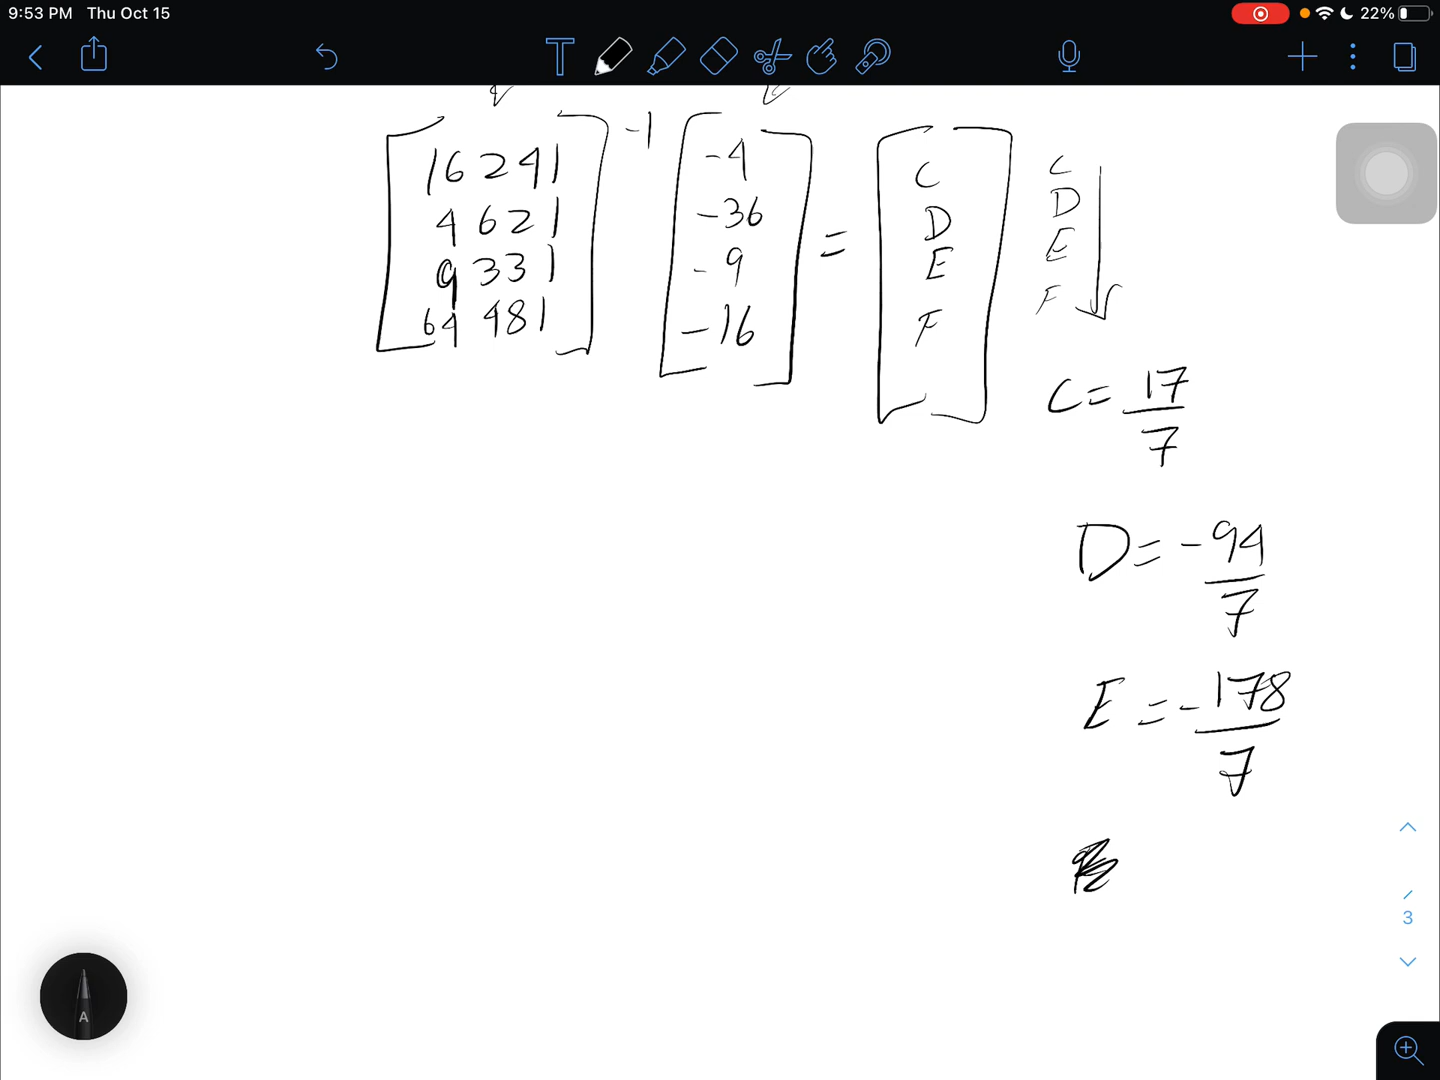 9:53 PM Thu Oct 15
22%
T
16 2 4 1
4 6 2 1
9 3 3 1
64 4 8 1
-1
-4
-36
-9
-16
=
C
D
E
F
C
D
E
F
C = 17/7
D = -94/7
E = -178/7
3
A